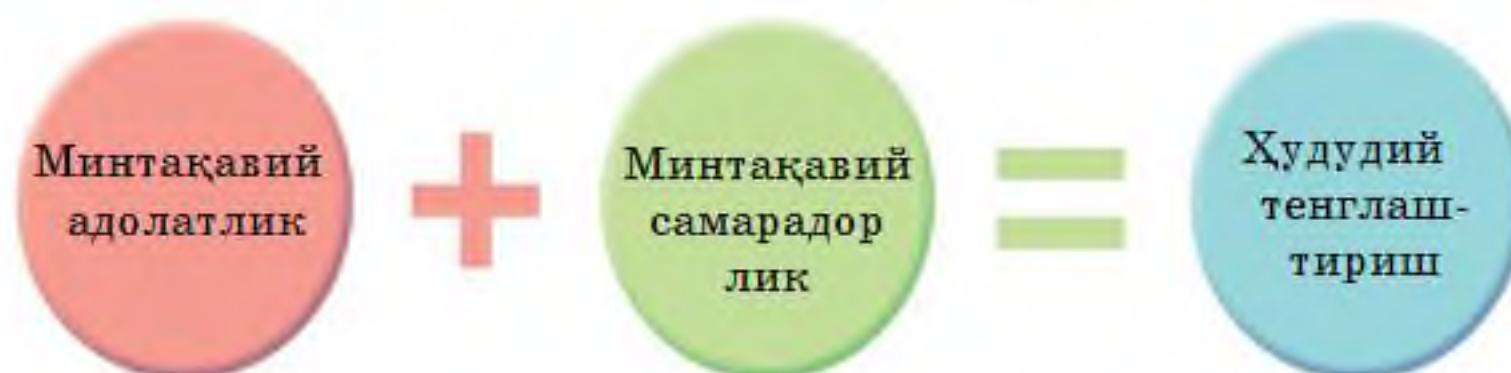 Минтақавий
адолатлик
+
Минтақавий
самарадор
лик
=
Ҳудудий
тенглаш-
тириш